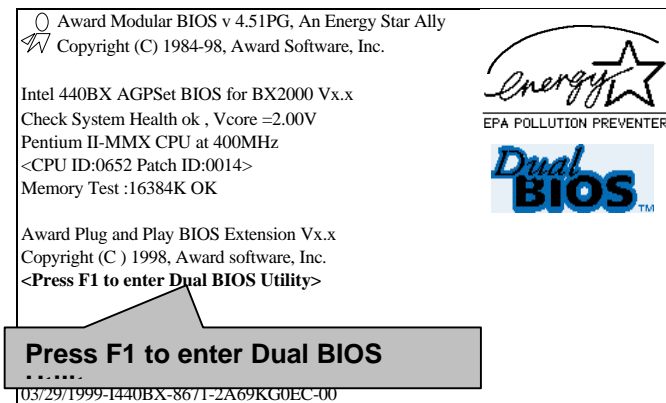 Award Modular BIOS v 4.51PG, An Energy Star Ally
Copyright (C) 1984-98, Award Software, Inc.
energy
EPA POLLUTION PREVENTER
Intel 440BX AGPSet BIOS for BX2000 Vx.x
Check System Health ok , Vcore =2.00V
Pentium II-MMX CPU at 400MHz
<CPU ID:0652 Patch ID:0014>
Memory Test :16384K OK
Dual
BIOS TM
Award Plug and Play BIOS Extension Vx.x
Copyright (C ) 1998, Award software, Inc.
<Press F1 to enter Dual BIOS Utility>
Press F1 to enter Dual BIOS
03/29/1999-I440BX-8671-2A69KG0EC-00